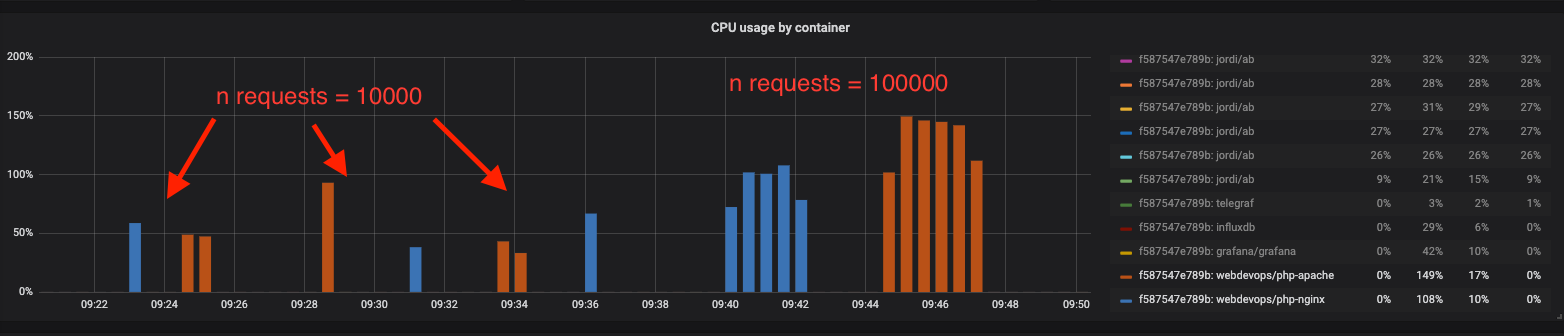 CPU usage by container
200%
150%
100%
50%
0%
n requests = 10000
n requests = 100000
09:22 09:24 09:26 09:28 09:30 09:32 09:34 09:36 09:38 09:40 09:42 09:44 09:46 09:48 09:50
f587547e789b: jordi/ab 32% 32% 32% 32%
f587547e789b: jordi/ab 28% 28% 28% 28%
f587547e789b: jordi/ab 27% 31% 29% 27%
f587547e789b: jordi/ab 27% 27% 27% 27%
f587547e789b: jordi/ab 26% 26% 26% 26%
f587547e789b: jordi/ab 9% 21% 15% 9%
f587547e789b: telegraf 0% 3% 2% 1%
f587547e789b: influxdb 0% 29% 6% 0%
f587547e789b: grafana/grafana 0% 42% 10% 0%
f587547e789b: webdevops/php-apache 0% 149% 17% 0%
f587547e789b: webdevops/php-nginx 0% 108% 10% 0%